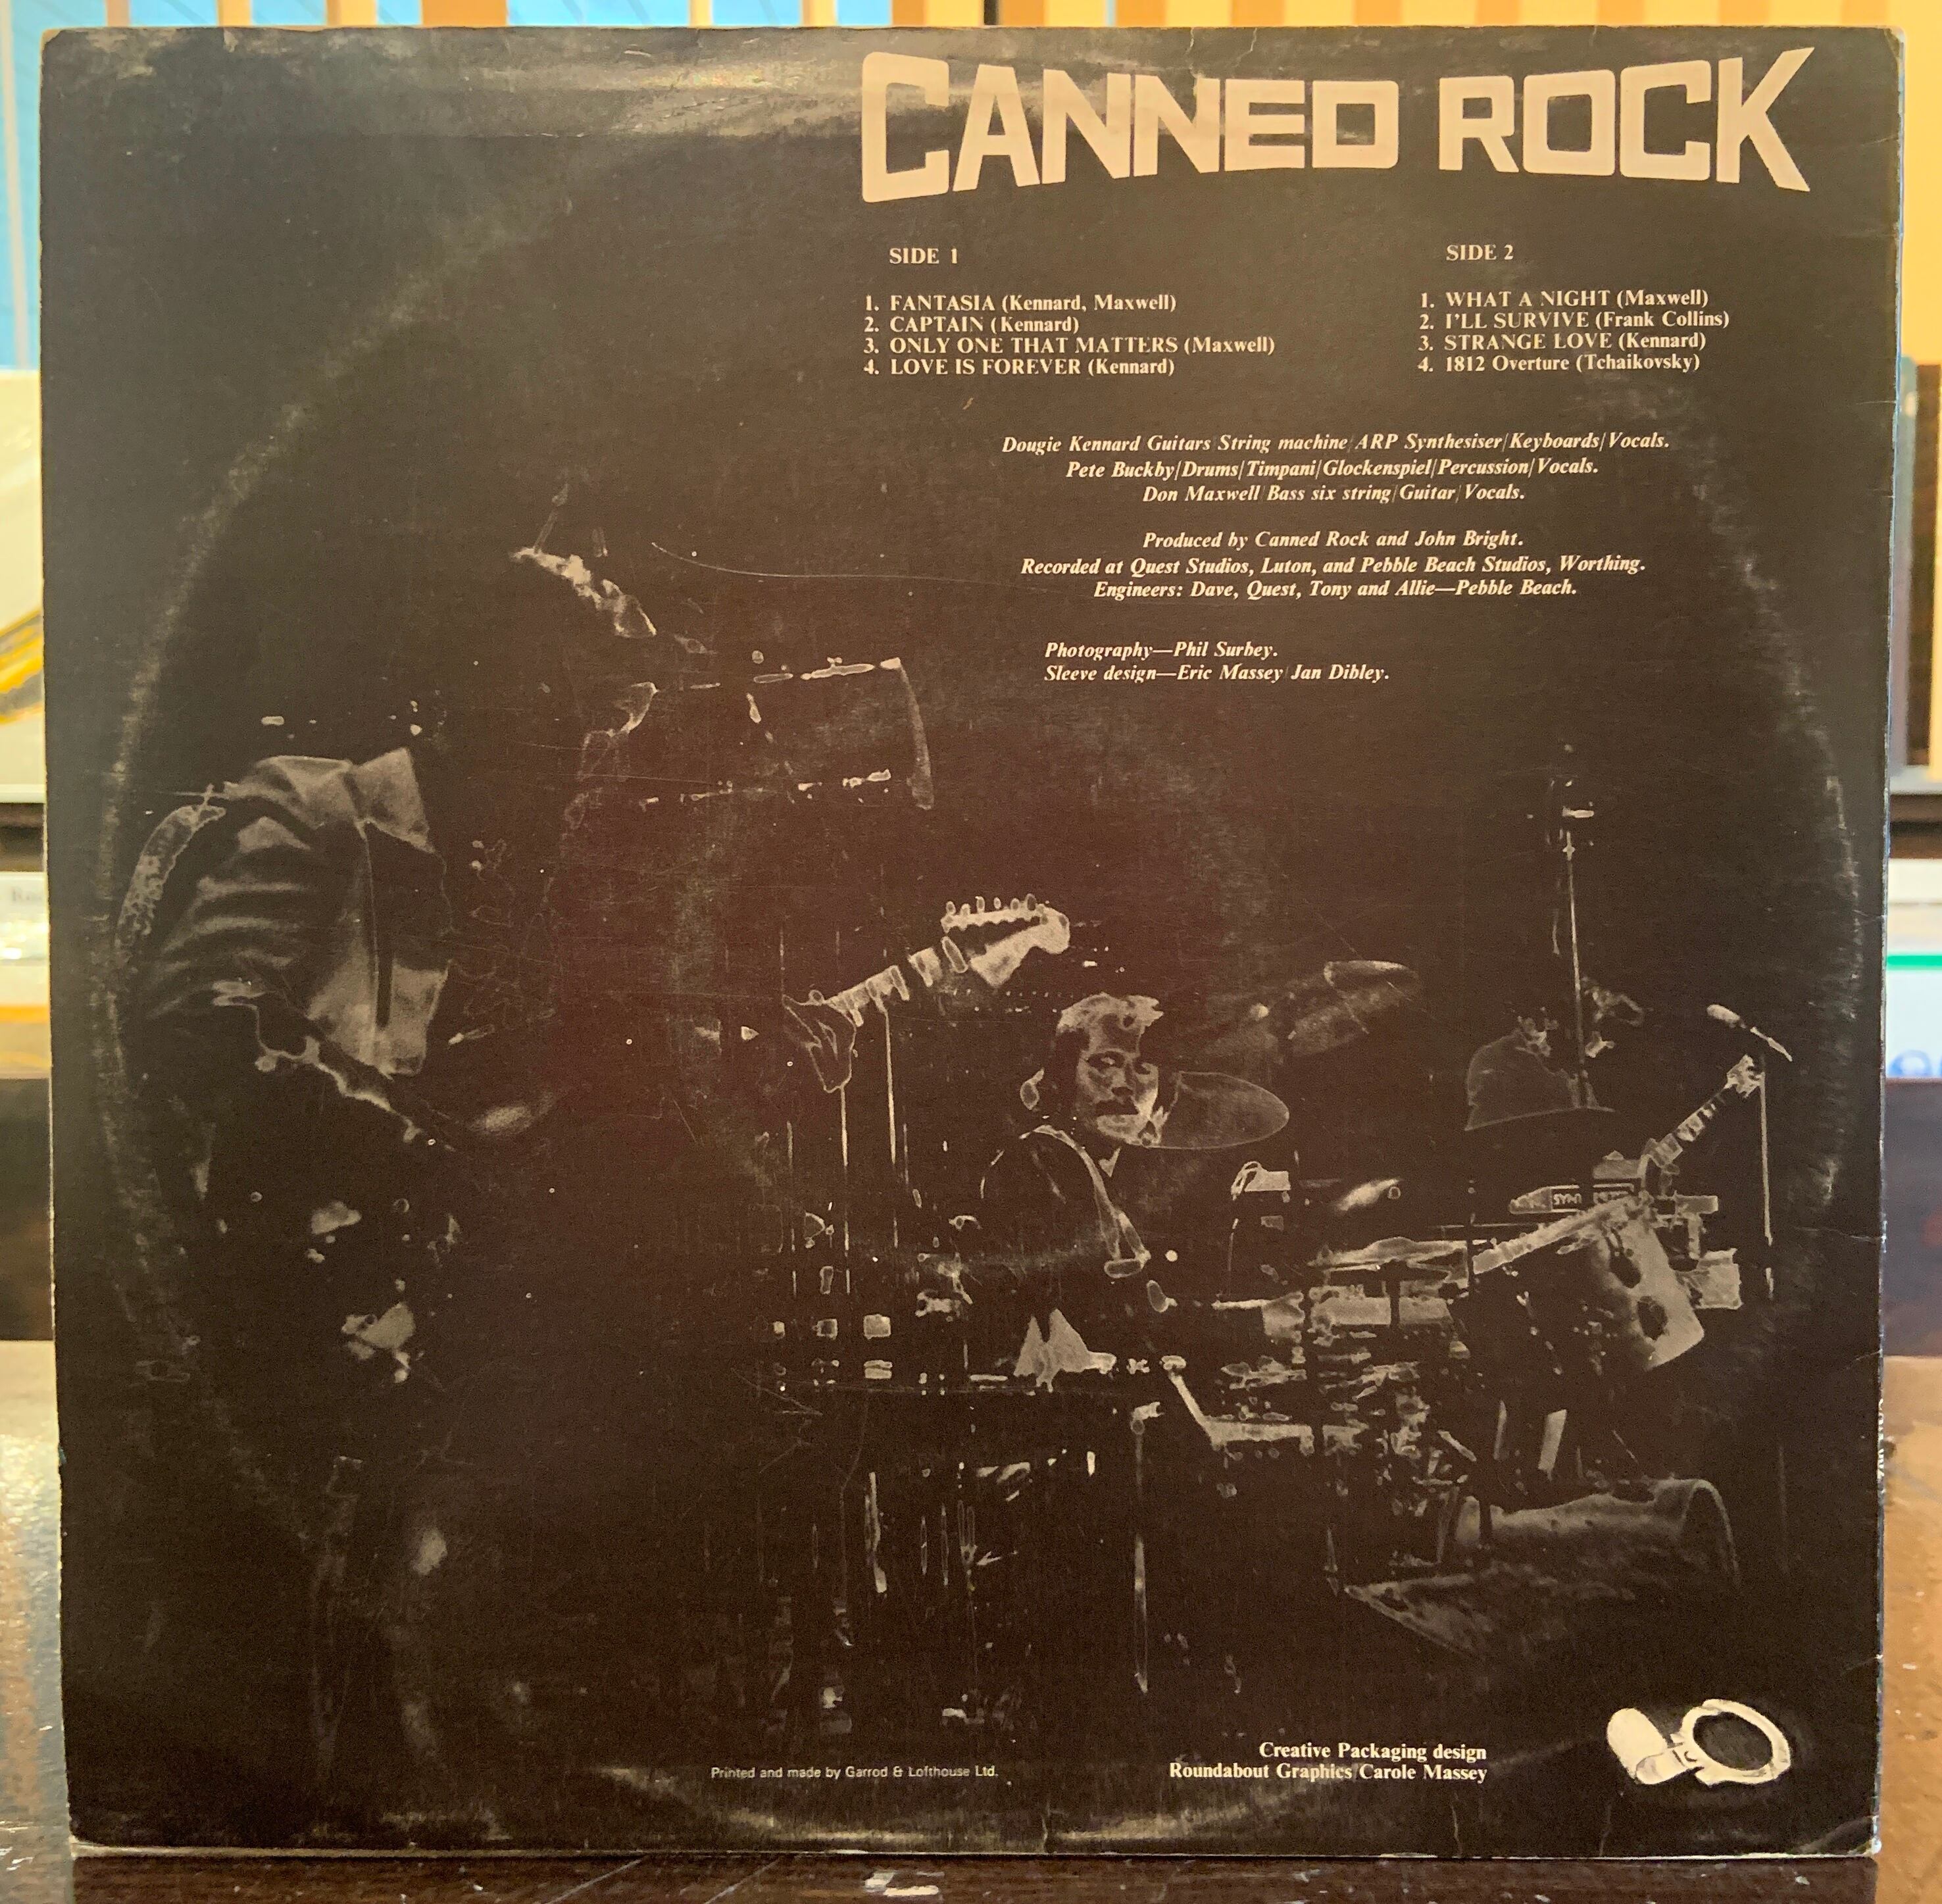 CANNED ROCK
SIDE 1
1. FANTASIA (Kennard, Maxwell)
2. CAPTAIN (Kennard)
3. ONLY ONE THAT MATTERS (Maxwell)
4. LOVE IS FOREVER (Kennard)
SIDE 2
1. WHAT A NIGHT (Maxwell)
2. I'LL SURVIVE (Frank Collins)
3. STRANGE LOVE (Kennard)
4. 1812 Overture (Tchaikovsky)
Dougie Kennard Guitars/String machine/ARP Synthesiser/Keyboards/Vocals.
Pete Buckby/Drums/Timpani/Glockenspiel/Percussion/Vocals.
Don Maxwell/Bass six string/Guitar/Vocals.
Produced by Canned Rock and John Bright.
Recorded at Quest Studios, Luton, and Pebble Beach Studios, Worthing.
Engineers: Dave, Quest, Tony and Allie—Pebble Beach.
Photography—Phil Surbey.
Sleeve design—Eric Massey/Jan Dibley.
Creative Packaging design
Roundabout Graphics/Carole Massey
Printed and made by Garrod & Lofthouse Ltd.